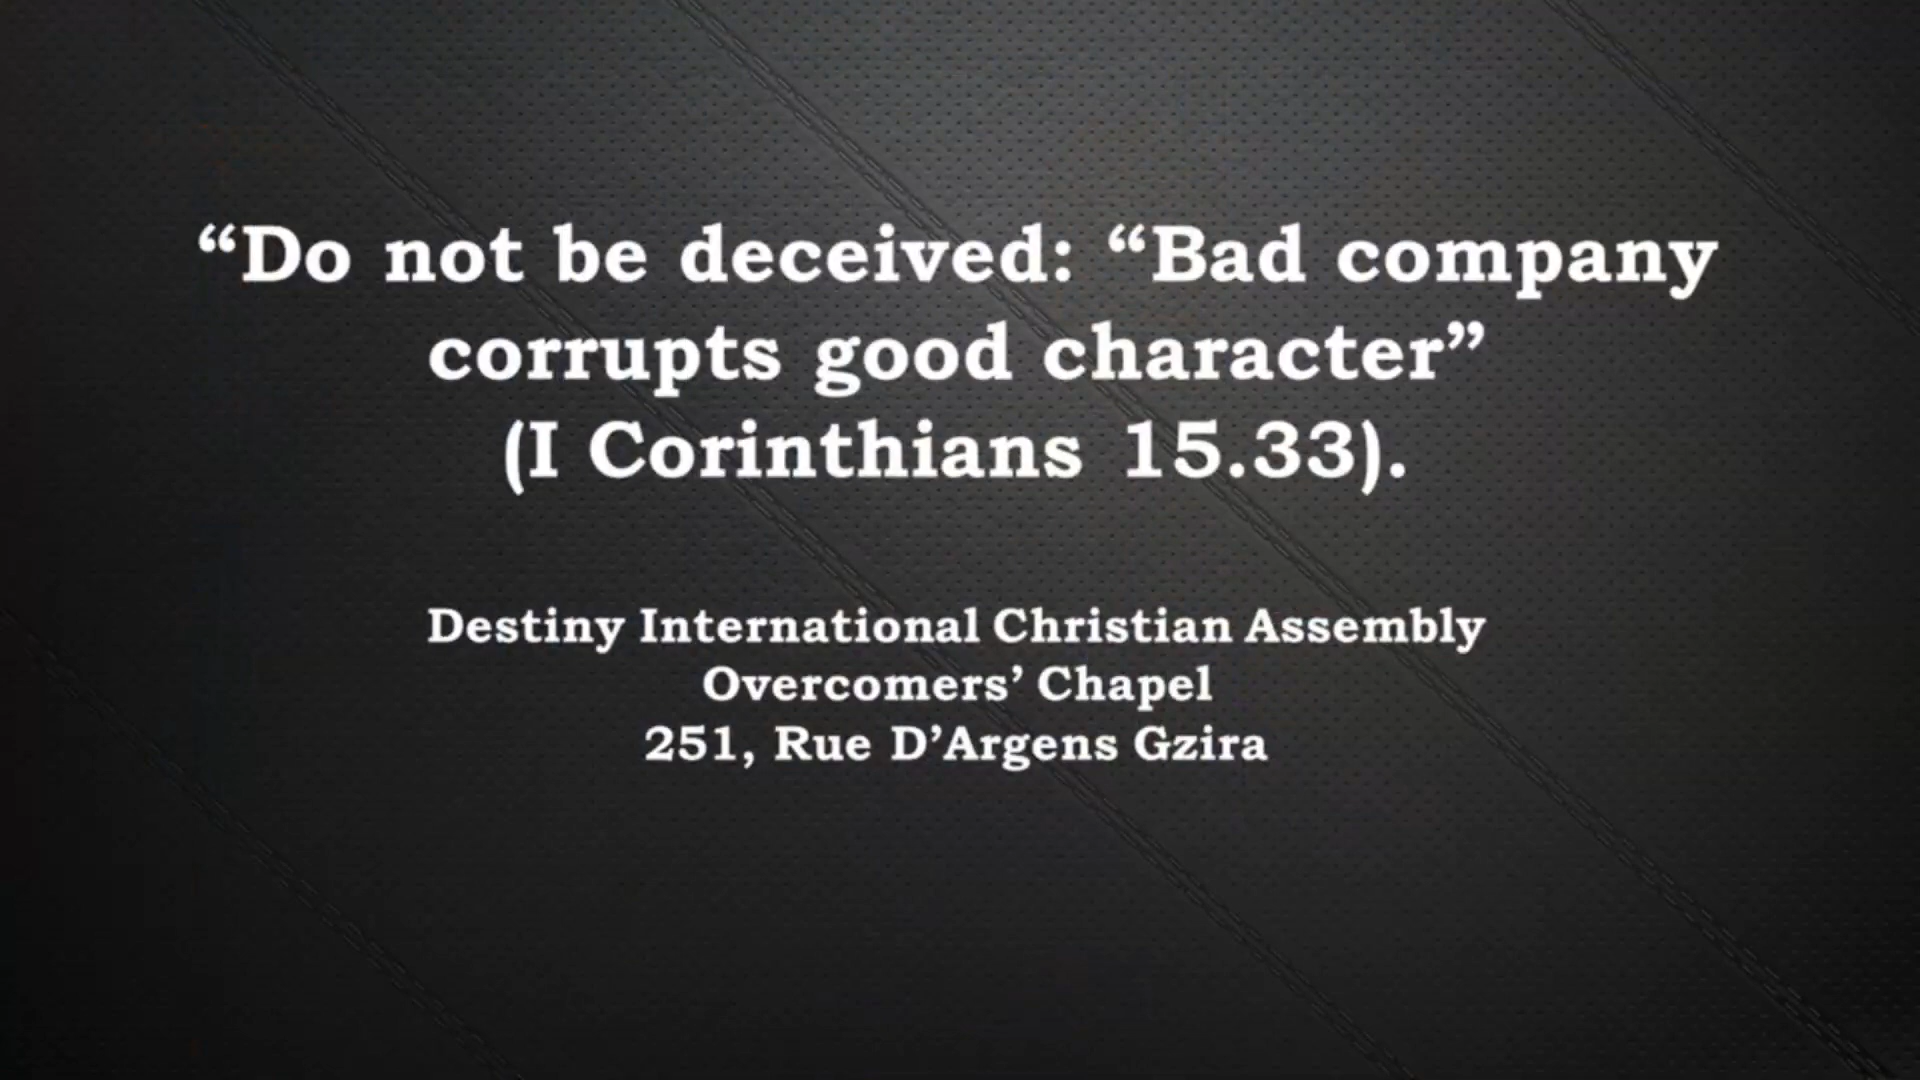 “Do not be deceived: “Bad company
corrupts good character”
(I Corinthians 15.33).
Destiny International Christian Assembly
Overcomers’ Chapel
251, Rue D’Argens Gzira